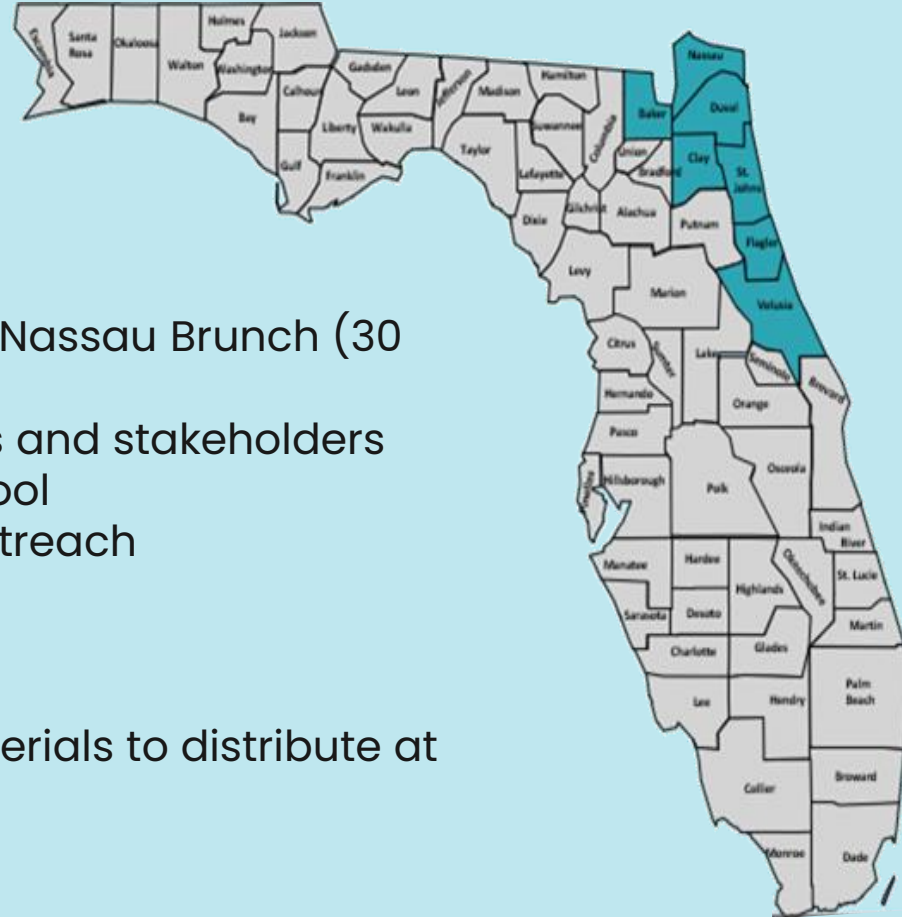 Nassau Brunch (30
s and stakeholders
ool
treach
erials to distribute at
Escambia
Santa
Rosa
Okaloosa
Walton
Holmes
Washington
Jackson
Bay
Calhoun
Gulf
Gadsden
Liberty
Franklin
Leon
Wakulla
Jefferson
Madison
Taylor
Hamilton
Suwannee
Lafayette
Dixie
Columbia
Gilchrist
Baker
Union
Bradford
Alachua
Levy
Nassau
Duval
Clay
St.
Johns
Putnam
Flagler
Marion
Volusia
Citrus
Sumter
Lake
Seminole
Hernando
Orange
Brevard
Pasco
Pinellas
Hillsborough
Polk
Osceola
Indian
River
Manatee
Hardee
Highlands
Okeechobee
St. Lucie
Sarasota
Desoto
Martin
Charlotte
Glades
Lee
Hendry
Palm
Beach
Collier
Broward
Monroe
Dade